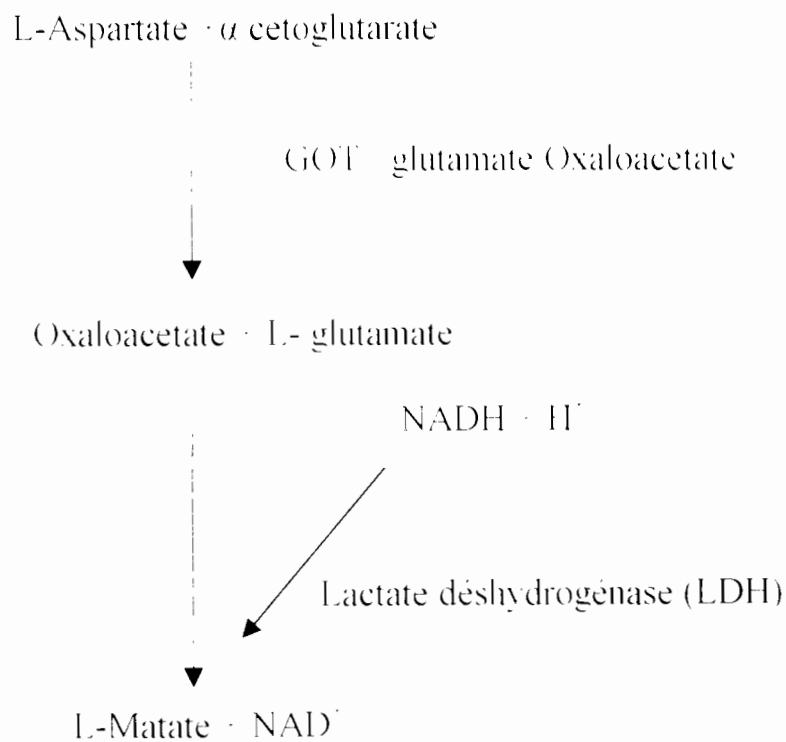 L-Aspartate + α cetoglutarate
GOT glutamate Oxaloacetate
Oxaloacetate + L- glutamate
NADH + H+
Lactate déshydrogénase (LDH)
L-Matate + NAD+